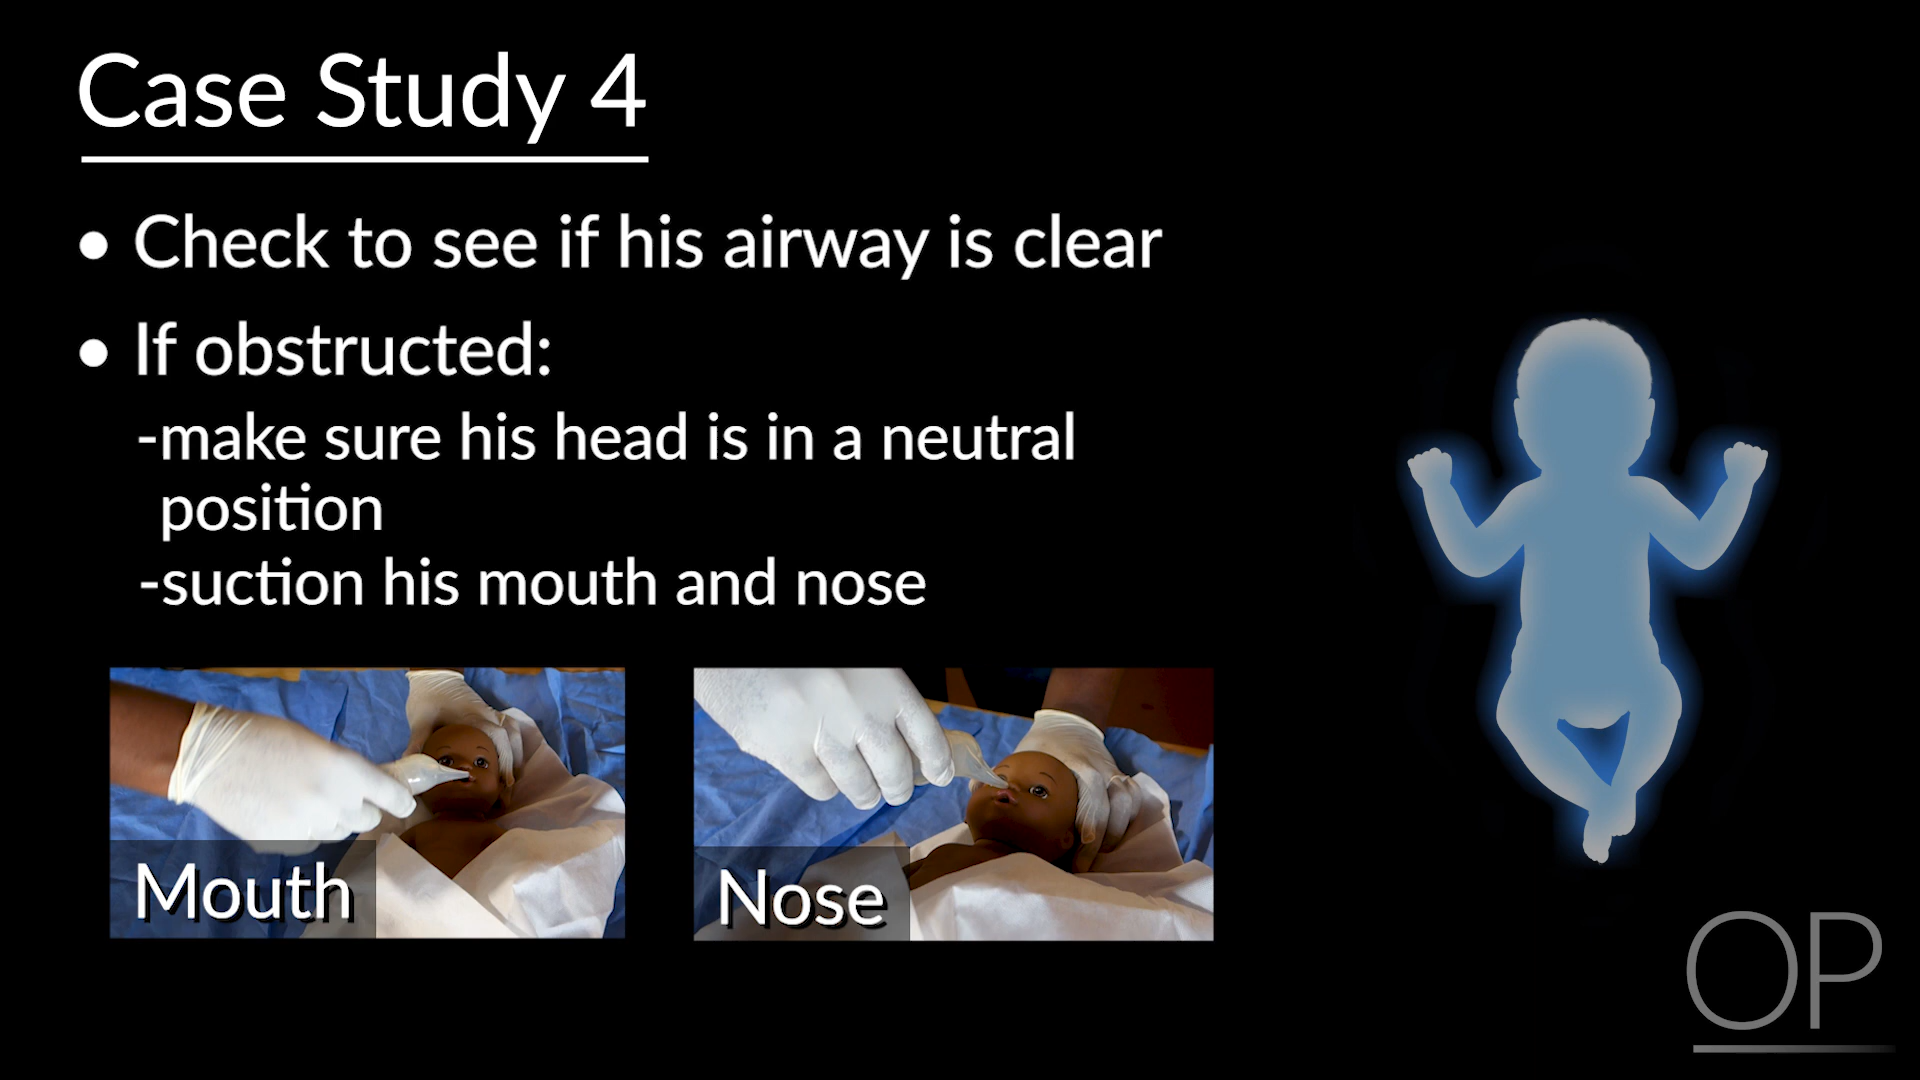 Case Study 4
• Check to see if his airway is clear
• If obstructed:
-make sure his head is in a neutral
position
-suction his mouth and nose
Mouth
Nose
OP